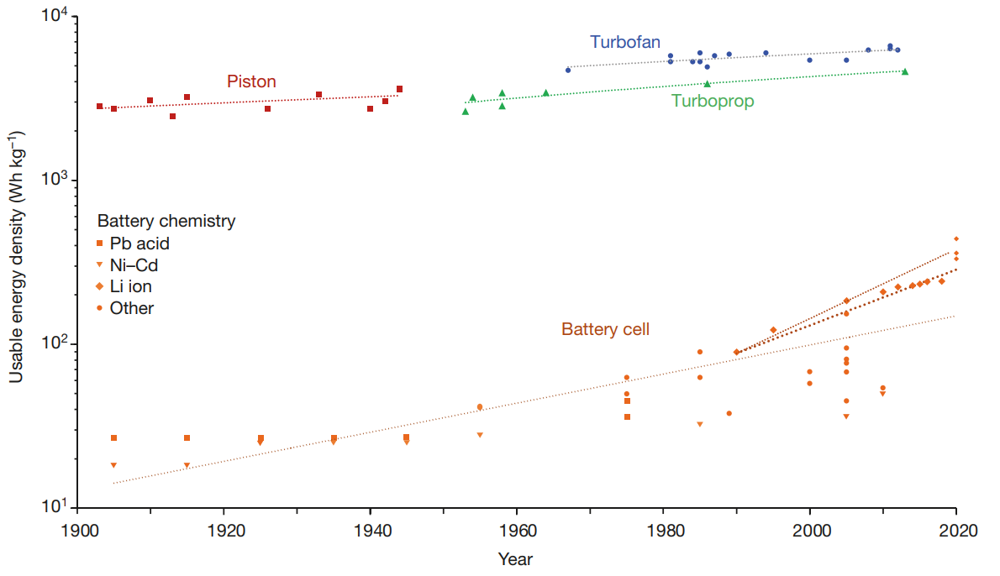 10⁴
Turbofan
Piston
Turboprop
10³
Usable energy density (Wh kg⁻¹)
Battery chemistry
Pb acid
Ni–Cd
Li ion
Other
Battery cell
10²
10¹
1900 1920 1940 1960 1980 2000 2020
Year